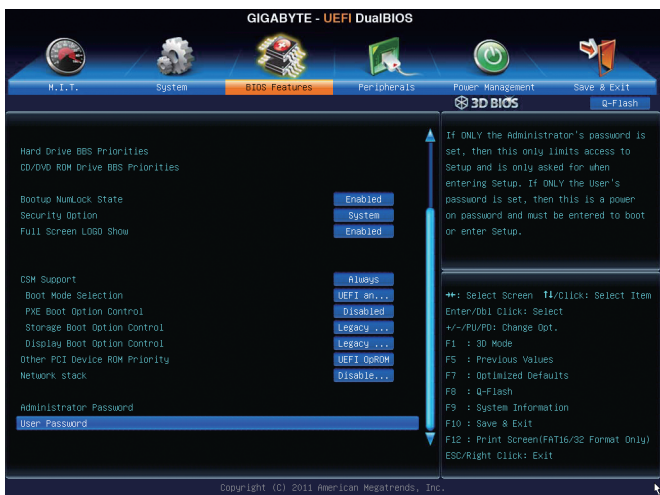 GIGABYTE - UEFI DualBIOS
M.I.T.
System
BIOS Features
Peripherals
Power Management
Save & Exit
3D BIOS
Q-Flash
Hard Drive BBS Priorities
CD/DVD ROM Drive BBS Priorities
Bootup NumLock State Enabled
Security Option System
Full Screen LOGO Show Enabled
CSM Support Always
Boot Mode Selection UEFI an...
PXE Boot Option Control Disabled
Storage Boot Option Control Legacy ...
Display Boot Option Control Legacy ...
Other PCI Device ROM Priority UEFI OpROM
Network stack Disable...
Administrator Password
User Password
If ONLY the Administrator's password is
set, then this only limits access to
Setup and is only asked for when
entering Setup. If ONLY the User's
password is set, then this is a power
on password and must be entered to boot
or enter Setup.
→←: Select Screen ↑↓/Click: Select Item
Enter/Dbl Click: Select
+/-/PU/PD: Change Opt.
F1 : 3D Mode
F5 : Previous Values
F7 : Optimized Defaults
F8 : Q-Flash
F9 : System Information
F10 : Save & Exit
F12 : Print Screen(FAT16/32 Format Only)
ESC/Right Click: Exit
Copyright (C) 2011 American Megatrends, Inc.